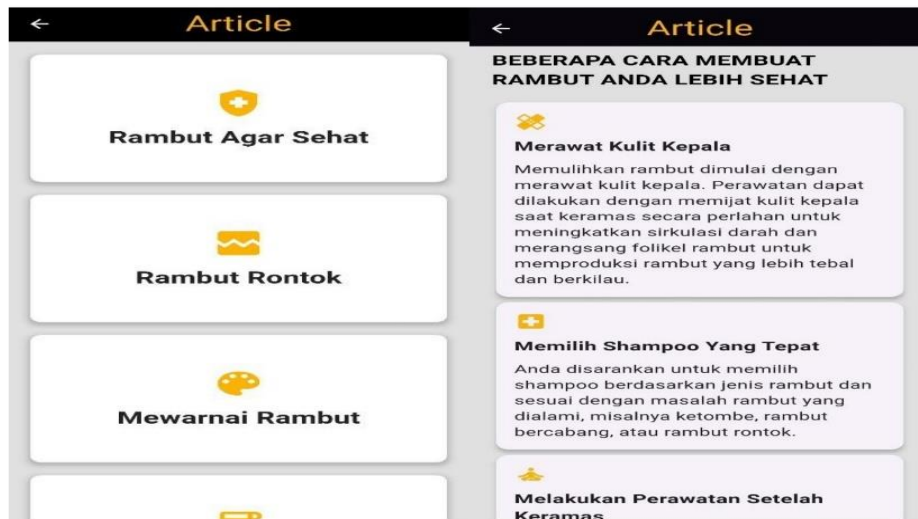 Article
Rambut Agar Sehat
Rambut Rontok
Mewarnai Rambut
Article
BEBERAPA CARA MEMBUAT
RAMBUT ANDA LEBIH SEHAT
Merawat Kulit Kepala
Memulihkan rambut dimulai dengan
merawat kulit kepala. Perawatan dapat
dilakukan dengan memijat kulit kepala
saat keramas secara perlahan untuk
meningkatkan sirkulasi darah dan
merangsang folikel rambut untuk
memproduksi rambut yang lebih tebal
dan berkilau.
Memilih Shampoo Yang Tepat
Anda disarankan untuk memilih
shampoo berdasarkan jenis rambut dan
sesuai dengan masalah rambut yang
dialami, misalnya ketombe, rambut
bercabang, atau rambut rontok.
Melakukan Perawatan Setelah
Keramas